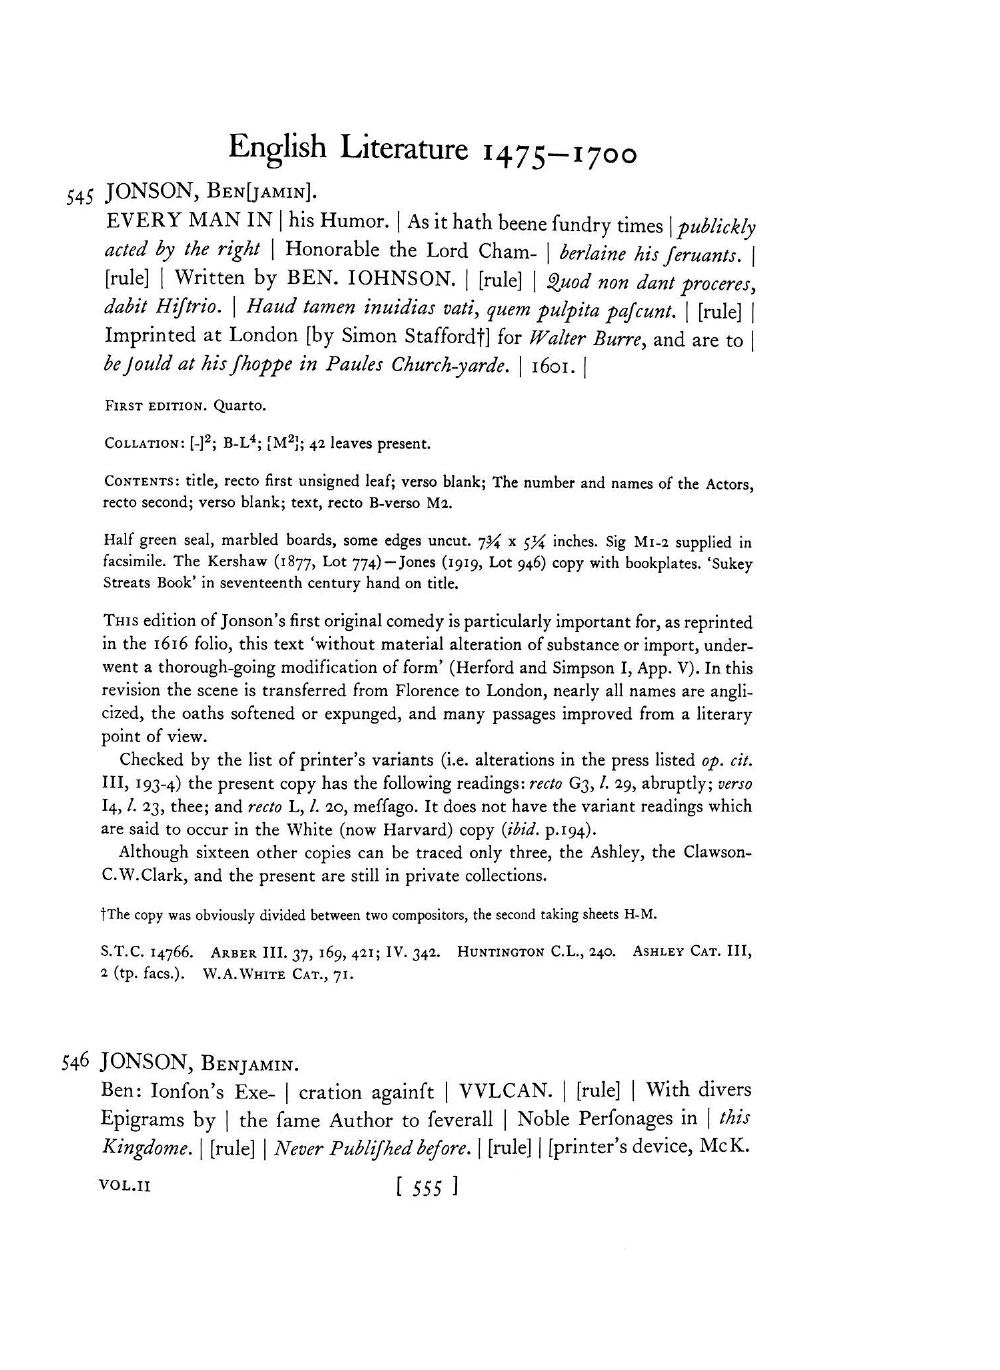 English Literature 1475–1700
545 JONSON, BEN[JAMIN].
EVERY MAN IN | his Humor. | As it hath beene ſundry times | publickly
acted by the right | Honorable the Lord Cham- | berlaine his ſeruants. |
[rule] | Written by BEN. IOHNSON. | [rule] | Quod non dant proceres,
dabit Hiſtrio. | Haud tamen inuidias vati, quem pulpita paſcunt. | [rule] |
Imprinted at London [by Simon Stafford†] for Walter Burre, and are to |
be ſould at his ſhoppe in Paules Church-yarde. | 1601. |
FIRST EDITION. Quarto.
COLLATION: [-]²; B-L⁴; [M²]; 42 leaves present.
CONTENTS: title, recto first unsigned leaf; verso blank; The number and names of the Actors,
recto second; verso blank; text, recto B-verso M2.
Half green seal, marbled boards, some edges uncut. 7¾ x 5¼ inches. Sig M1-2 supplied in
facsimile. The Kershaw (1877, Lot 774)—Jones (1919, Lot 946) copy with bookplates. ‘Sukey
Streats Book’ in seventeenth century hand on title.
THIS edition of Jonson’s first original comedy is particularly important for, as reprinted
in the 1616 folio, this text ‘without material alteration of substance or import, under-
went a thorough-going modification of form’ (Herford and Simpson I, App. V). In this
revision the scene is transferred from Florence to London, nearly all names are angli-
cized, the oaths softened or expunged, and many passages improved from a literary
point of view.
Checked by the list of printer’s variants (i.e. alterations in the press listed op. cit.
III, 193-4) the present copy has the following readings: recto G3, l. 29, abruptly; verso
I4, l. 23, thee; and recto L, l. 20, meſſago. It does not have the variant readings which
are said to occur in the White (now Harvard) copy (ibid. p.194).
Although sixteen other copies can be traced only three, the Ashley, the Clawson-
C.W.Clark, and the present are still in private collections.
†The copy was obviously divided between two compositors, the second taking sheets H-M.
S.T.C. 14766. ARBER III. 37, 169, 421; IV. 342. HUNTINGTON C.L., 240. ASHLEY CAT. III,
2 (tp. facs.). W.A.WHITE CAT., 71.
546 JONSON, BENJAMIN.
Ben: Ionſon’s Exe- | cration againſt | VVLCAN. | [rule] | With divers
Epigrams by | the ſame Author to ſeverall | Noble Perſonages in | this
Kingdome. | [rule] | Never Publiſhed before. | [rule] | [printer’s device, McK.
VOL.II [ 555 ]